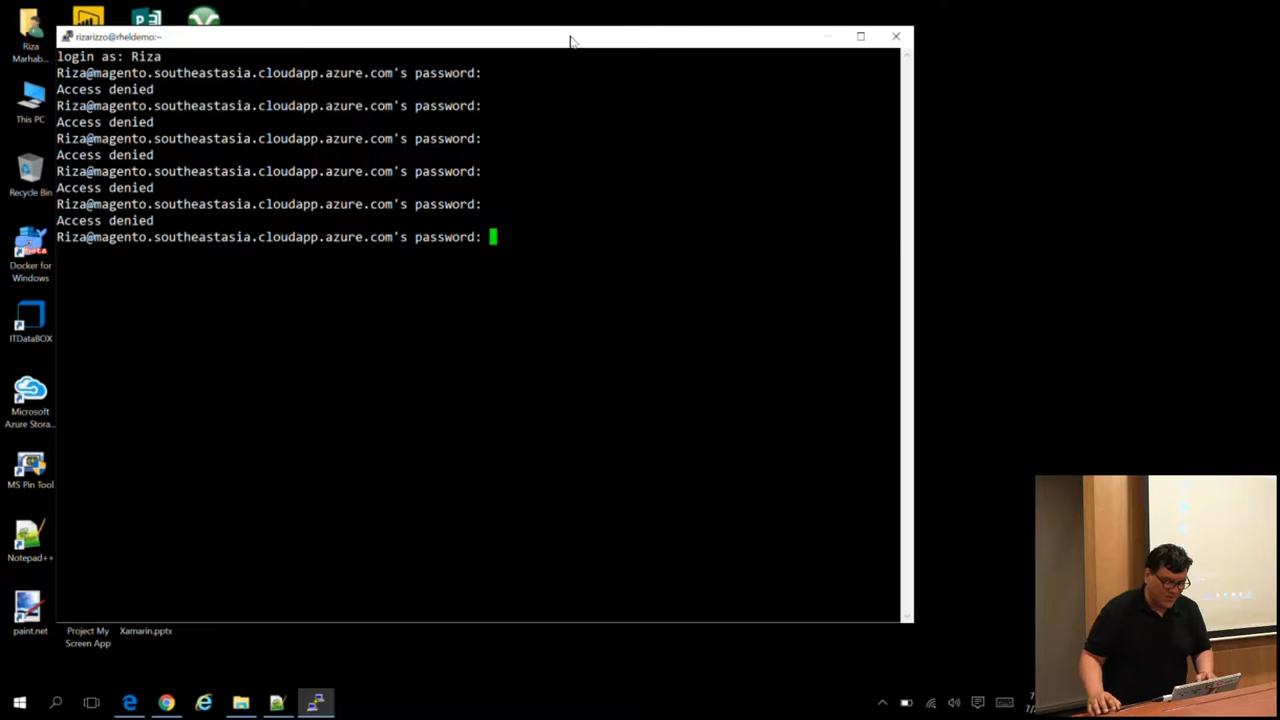 Riza
Marhab...
This PC
Recycle Bin
Docker for
Windows
ITDataBOX
Microsoft
Azure Stora...
MS Pin Tool
Notepad++
paint.net
Project My
Screen App
Xamarin.pptx
rizarizzo@rheldemo:~
login as: Riza
Riza@magento.southeastasia.cloudapp.azure.com's password:
Access denied
Riza@magento.southeastasia.cloudapp.azure.com's password:
Access denied
Riza@magento.southeastasia.cloudapp.azure.com's password:
Access denied
Riza@magento.southeastasia.cloudapp.azure.com's password:
Access denied
Riza@magento.southeastasia.cloudapp.azure.com's password:
Access denied
Riza@magento.southeastasia.cloudapp.azure.com's password: